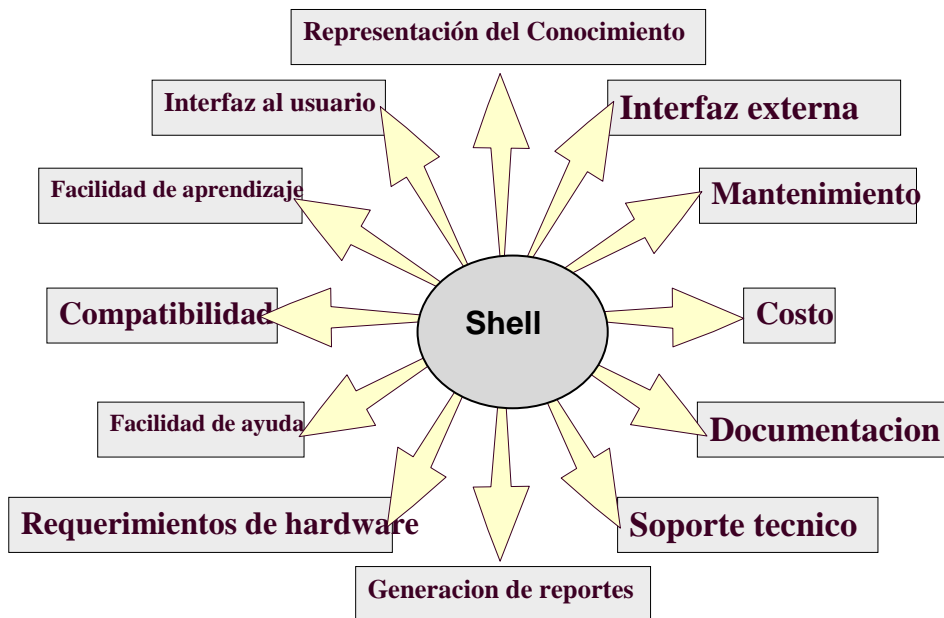 Representación del Conocimiento
Interfaz al usuario
Interfaz externa
Facilidad de aprendizaje
Mantenimiento
Compatibilidad
Shell
Costo
Facilidad de ayuda
Documentacion
Requerimientos de hardware
Soporte tecnico
Generacion de reportes